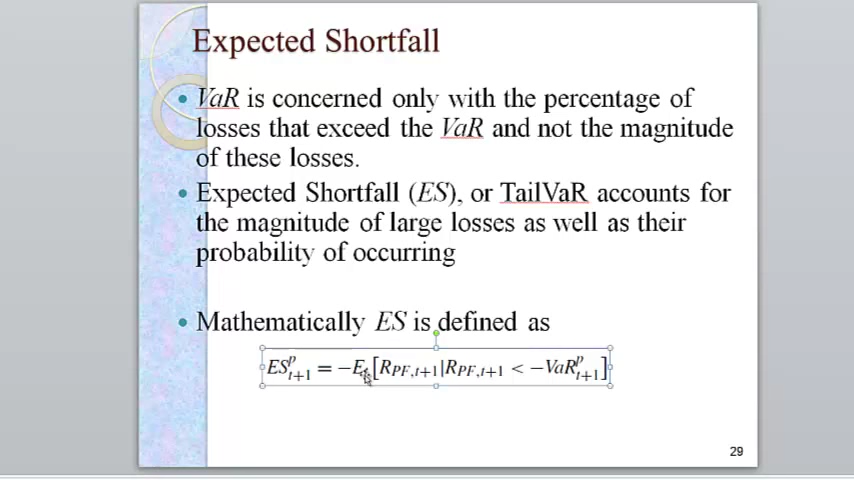 Expected Shortfall
• VaR is concerned only with the percentage of
losses that exceed the VaR and not the magnitude
of these losses.
• Expected Shortfall (ES), or TailVaR accounts for
the magnitude of large losses as well as their
probability of occurring
• Mathematically ES is defined as
ES^p_{t+1} = −E_t[R_{PF,t+1}|R_{PF,t+1} < −VaR^p_{t+1}]
29